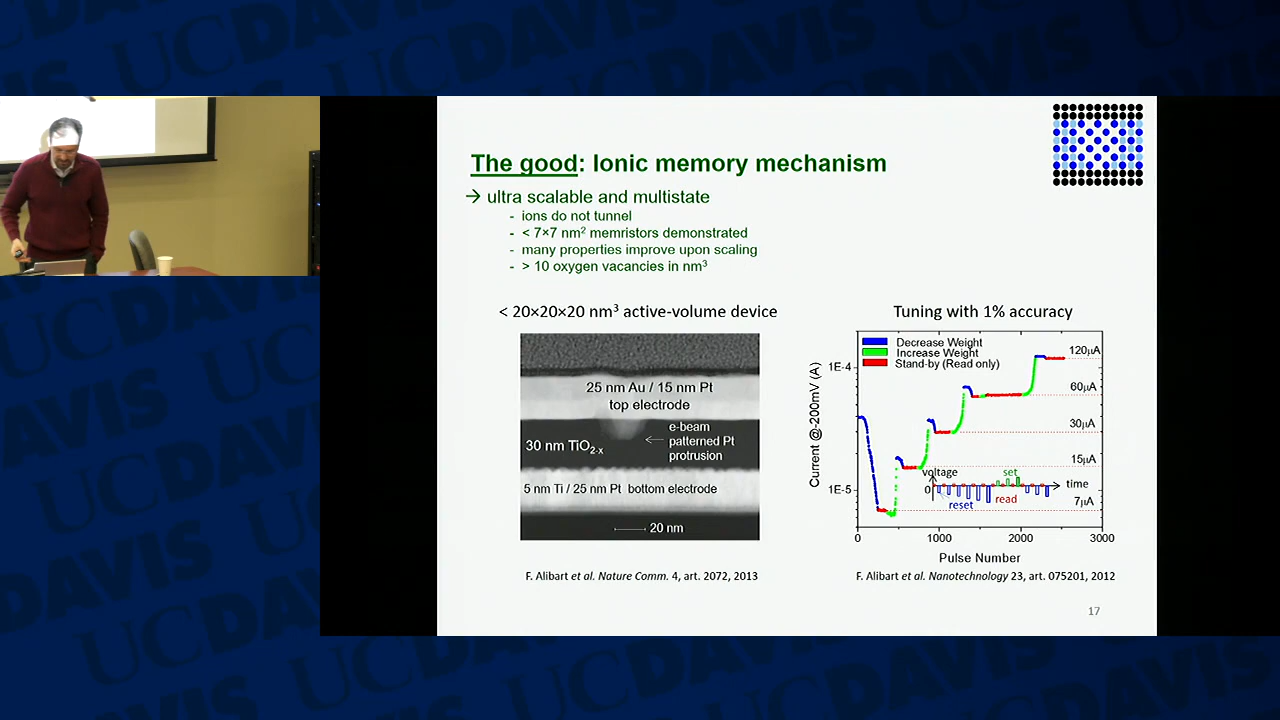 The good: Ionic memory mechanism
→ ultra scalable and multistate
- ions do not tunnel
- < 7×7 nm² memristors demonstrated
- many properties improve upon scaling
- > 10 oxygen vacancies in nm³
< 20×20×20 nm³ active-volume device
25 nm Au / 15 nm Pt
top electrode
e-beam
patterned Pt
protrusion
30 nm TiO₂₋ₓ
5 nm Ti / 25 nm Pt bottom electrode
20 nm
F. Alibart et al. Nature Comm. 4, art. 2072, 2013
Tuning with 1% accuracy
Decrease Weight
Increase Weight
Stand-by (Read only)
Current @-200mV (A)
1E-4
1E-5
120µA
60µA
30µA
15µA
7µA
voltage
0
set
time
reset
read
0
1000
2000
3000
Pulse Number
F. Alibart et al. Nanotechnology 23, art. 075201, 2012
17
UC DAVIS